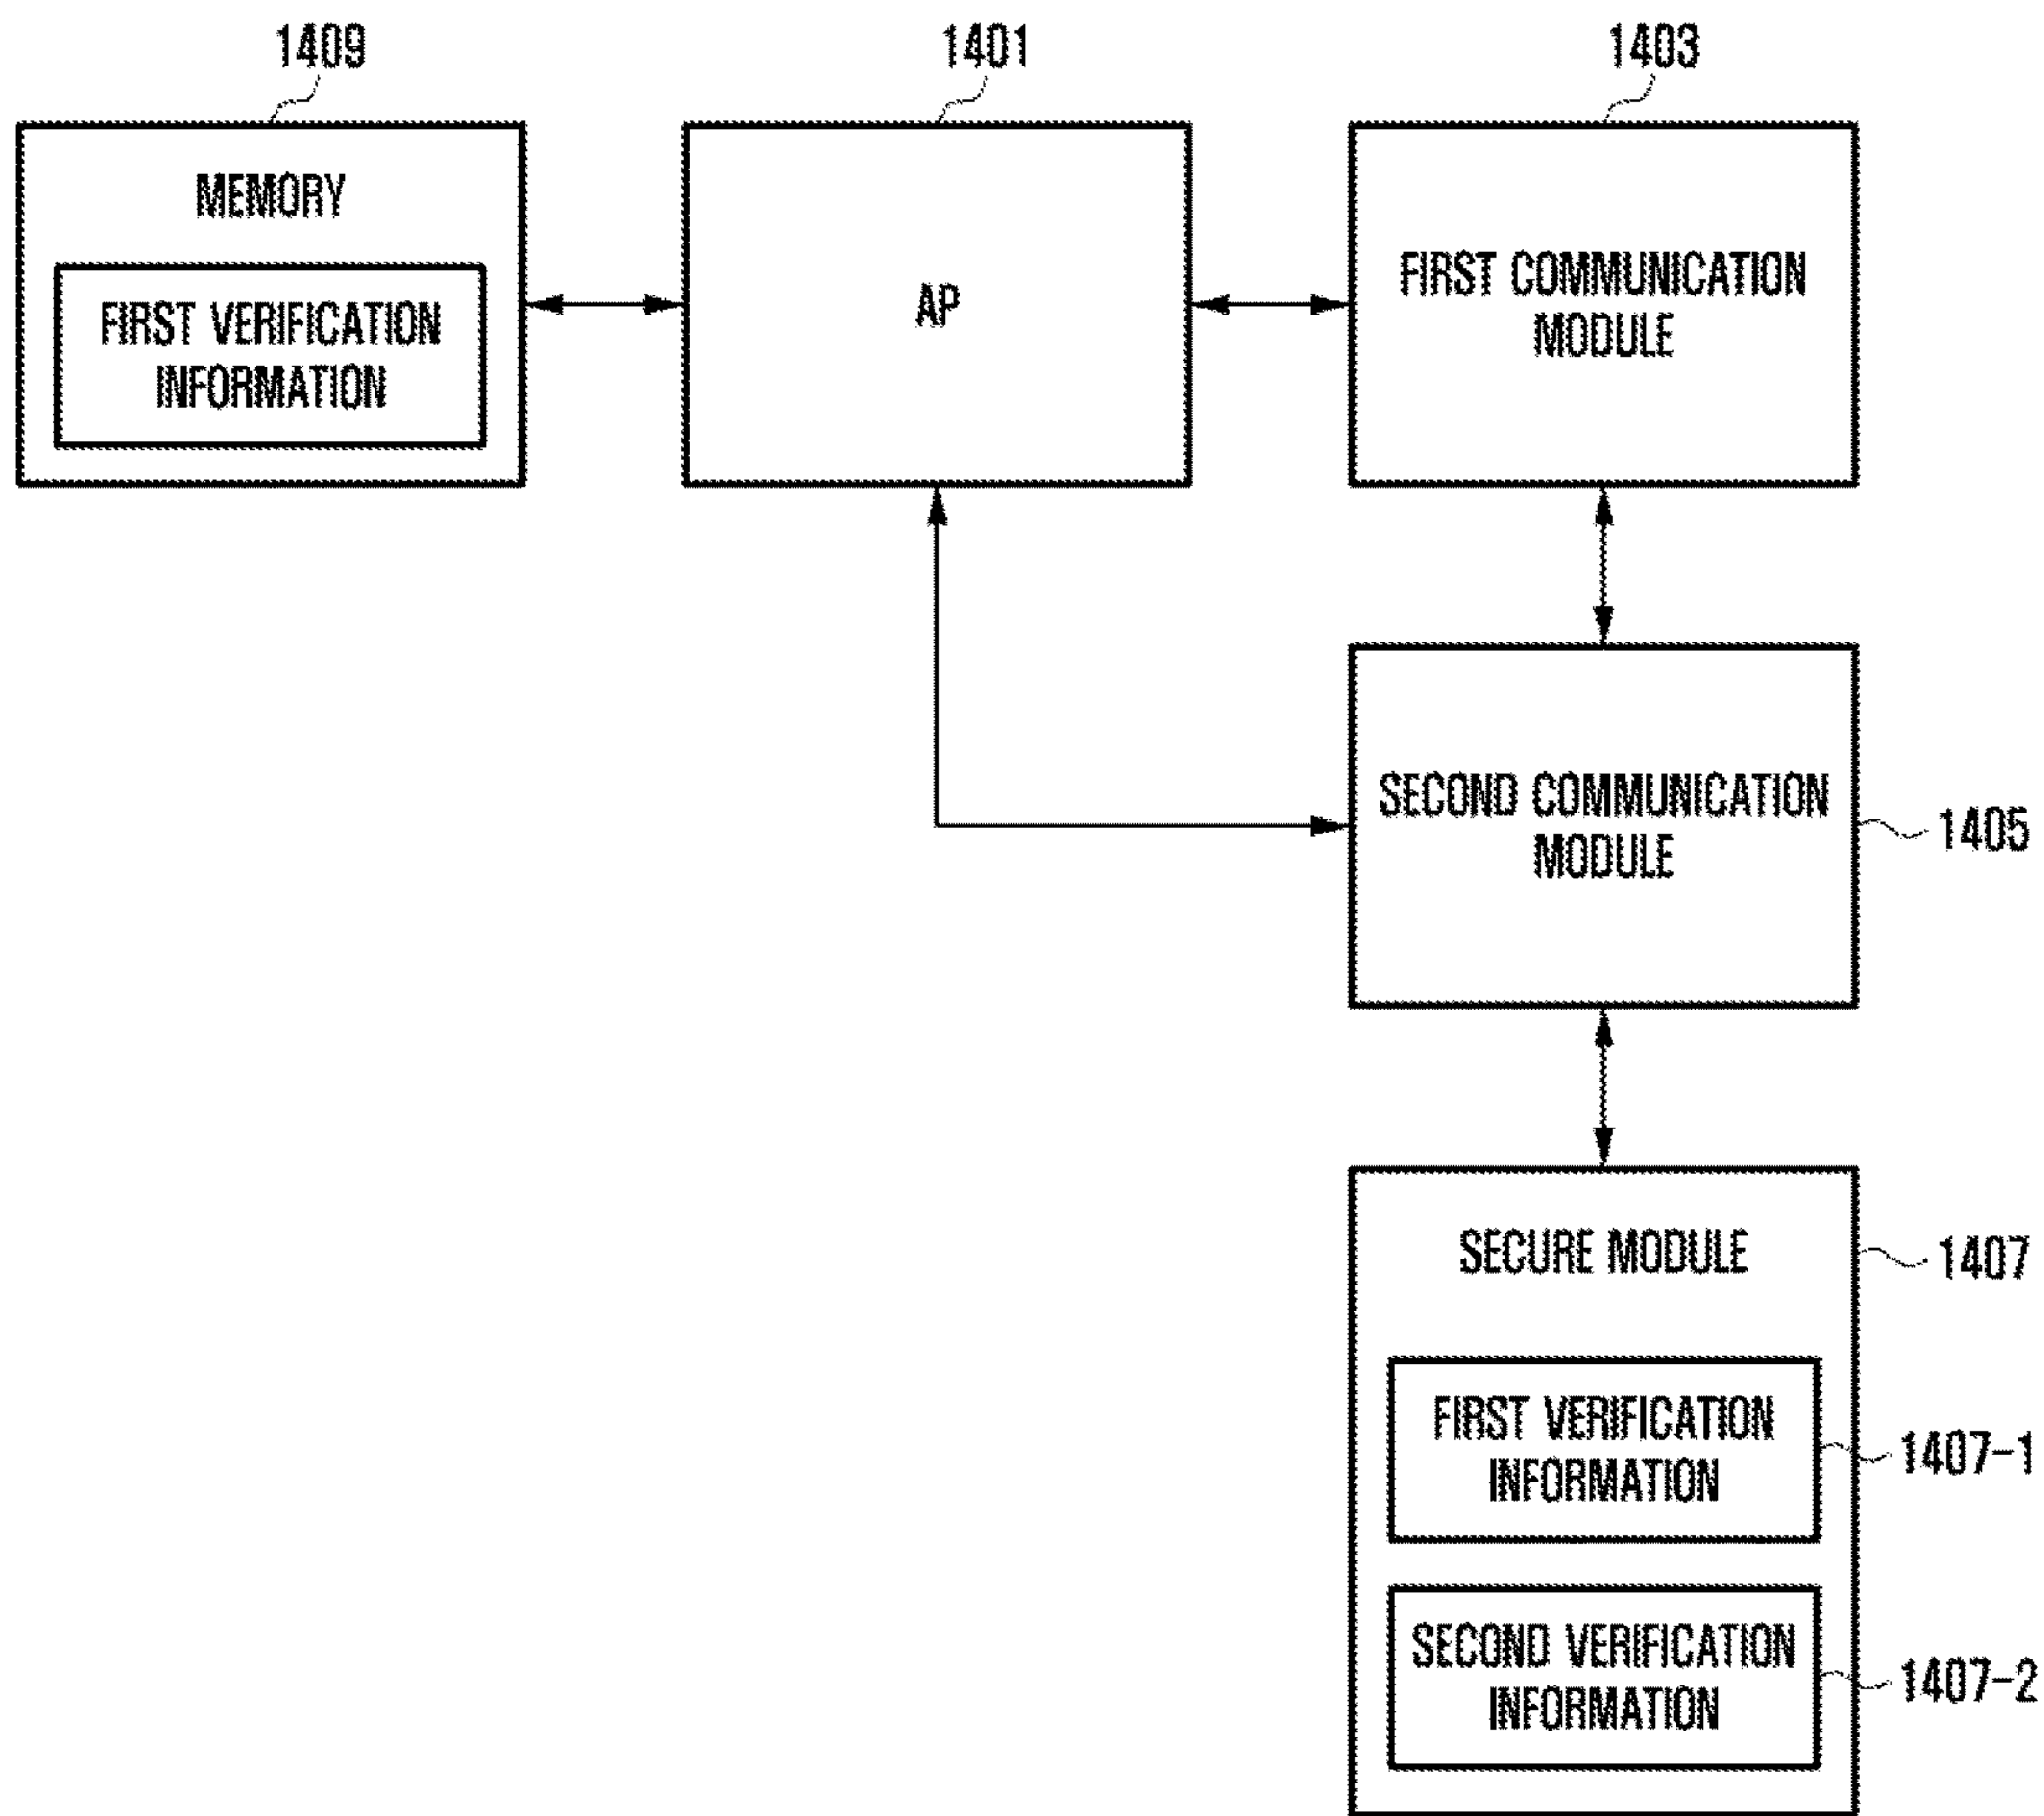 1409
1401
1403
MEMORY
FIRST VERIFICATION
INFORMATION
AP
FIRST COMMUNICATION
MODULE
SECOND COMMUNICATION
MODULE
1405
SECURE MODULE
1407
FIRST VERIFICATION
INFORMATION
1407-1
SECOND VERIFICATION
INFORMATION
1407-2